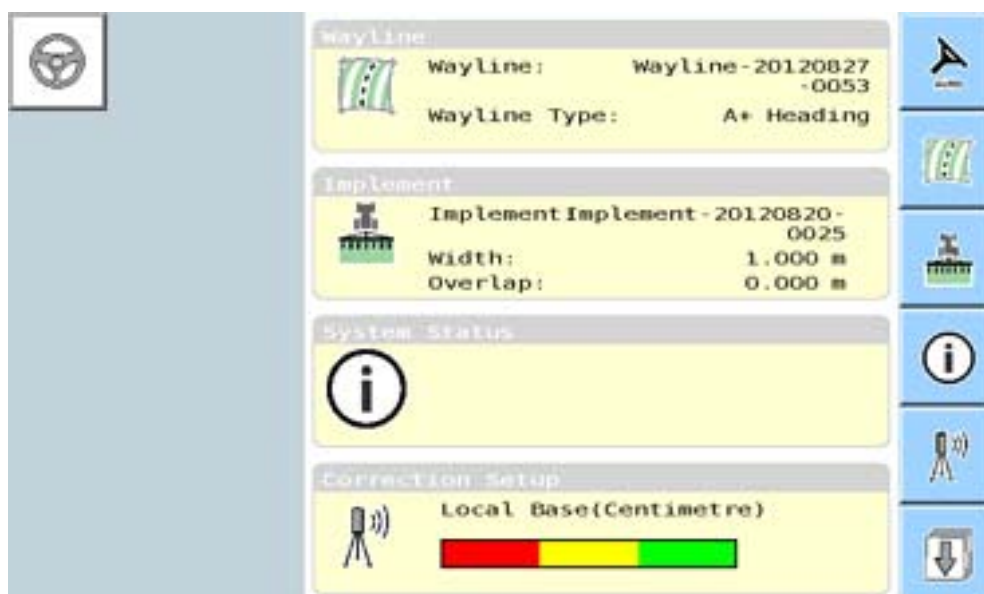 Wayline
Wayline: Wayline-20120827
-0053
Wayline Type: A+ Heading
Implement
Implement Implement-20120820-
0025
Width: 1.000 m
Overlap: 0.000 m
System Status
Correction Setup
Local Base(Centimetre)